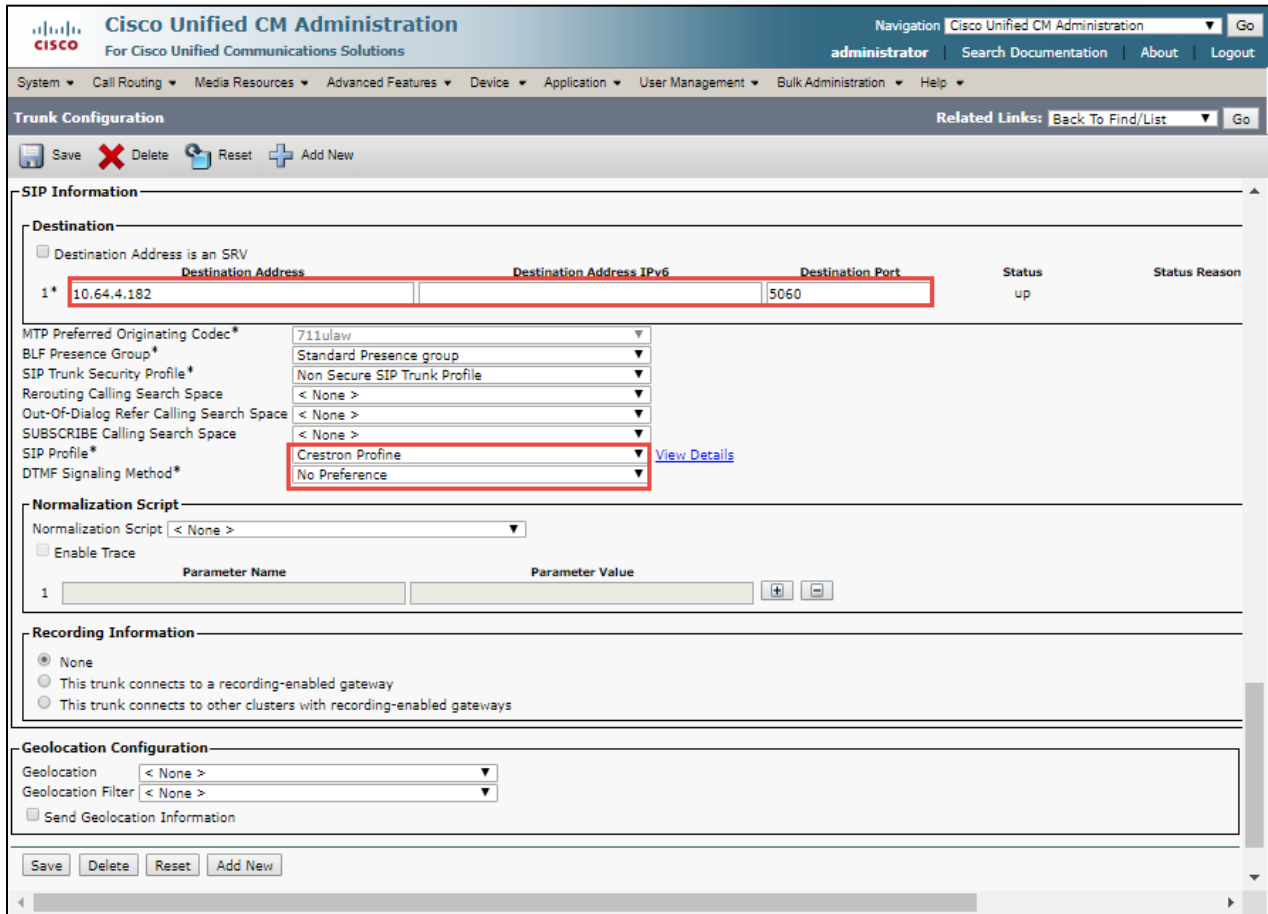 Cisco Unified CM Administration
CISCO
For Cisco Unified Communications Solutions
Navigation Cisco Unified CM Administration Go
administrator Search Documentation About Logout
System Call Routing Media Resources Advanced Features Device Application User Management Bulk Administration Help
Trunk Configuration Related Links: Back To Find/List Go
Save Delete Reset Add New
SIP Information
Destination
Destination Address is an SRV
Destination Address Destination Address IPv6 Destination Port Status Status Reason
1* 10.64.4.182 5060 up
MTP Preferred Originating Codec* 711ulaw
BLF Presence Group* Standard Presence group
SIP Trunk Security Profile* Non Secure SIP Trunk Profile
Rerouting Calling Search Space < None >
Out-Of-Dialog Refer Calling Search Space < None >
SUBSCRIBE Calling Search Space < None >
SIP Profile* Crestron Profine View Details
DTMF Signaling Method* No Preference
Normalization Script
Normalization Script < None >
Enable Trace
Parameter Name Parameter Value
1
Recording Information
None
This trunk connects to a recording-enabled gateway
This trunk connects to other clusters with recording-enabled gateways
Geolocation Configuration
Geolocation < None >
Geolocation Filter < None >
Send Geolocation Information
Save Delete Reset Add New